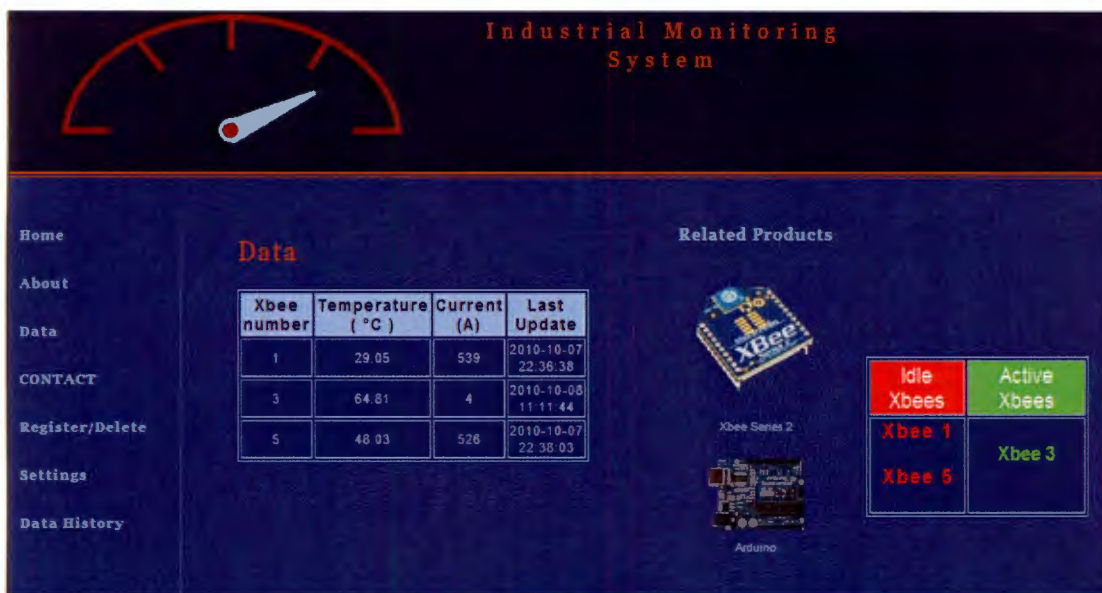 Industrial Monitoring
System
Home
About
Data
CONTACT
Register/Delete
Settings
Data History
Data
Xbee number Temperature ( °C ) Current (A) Last Update
1 29.05 539 2010-10-07 22:36:38
3 64.81 4 2010-10-08 11:11:44
5 48.03 526 2010-10-07 22:38:03
Related Products
XBee
Xbee Series 2
Arduino
Idle Xbees Active Xbees
Xbee 1
Xbee 3
Xbee 5